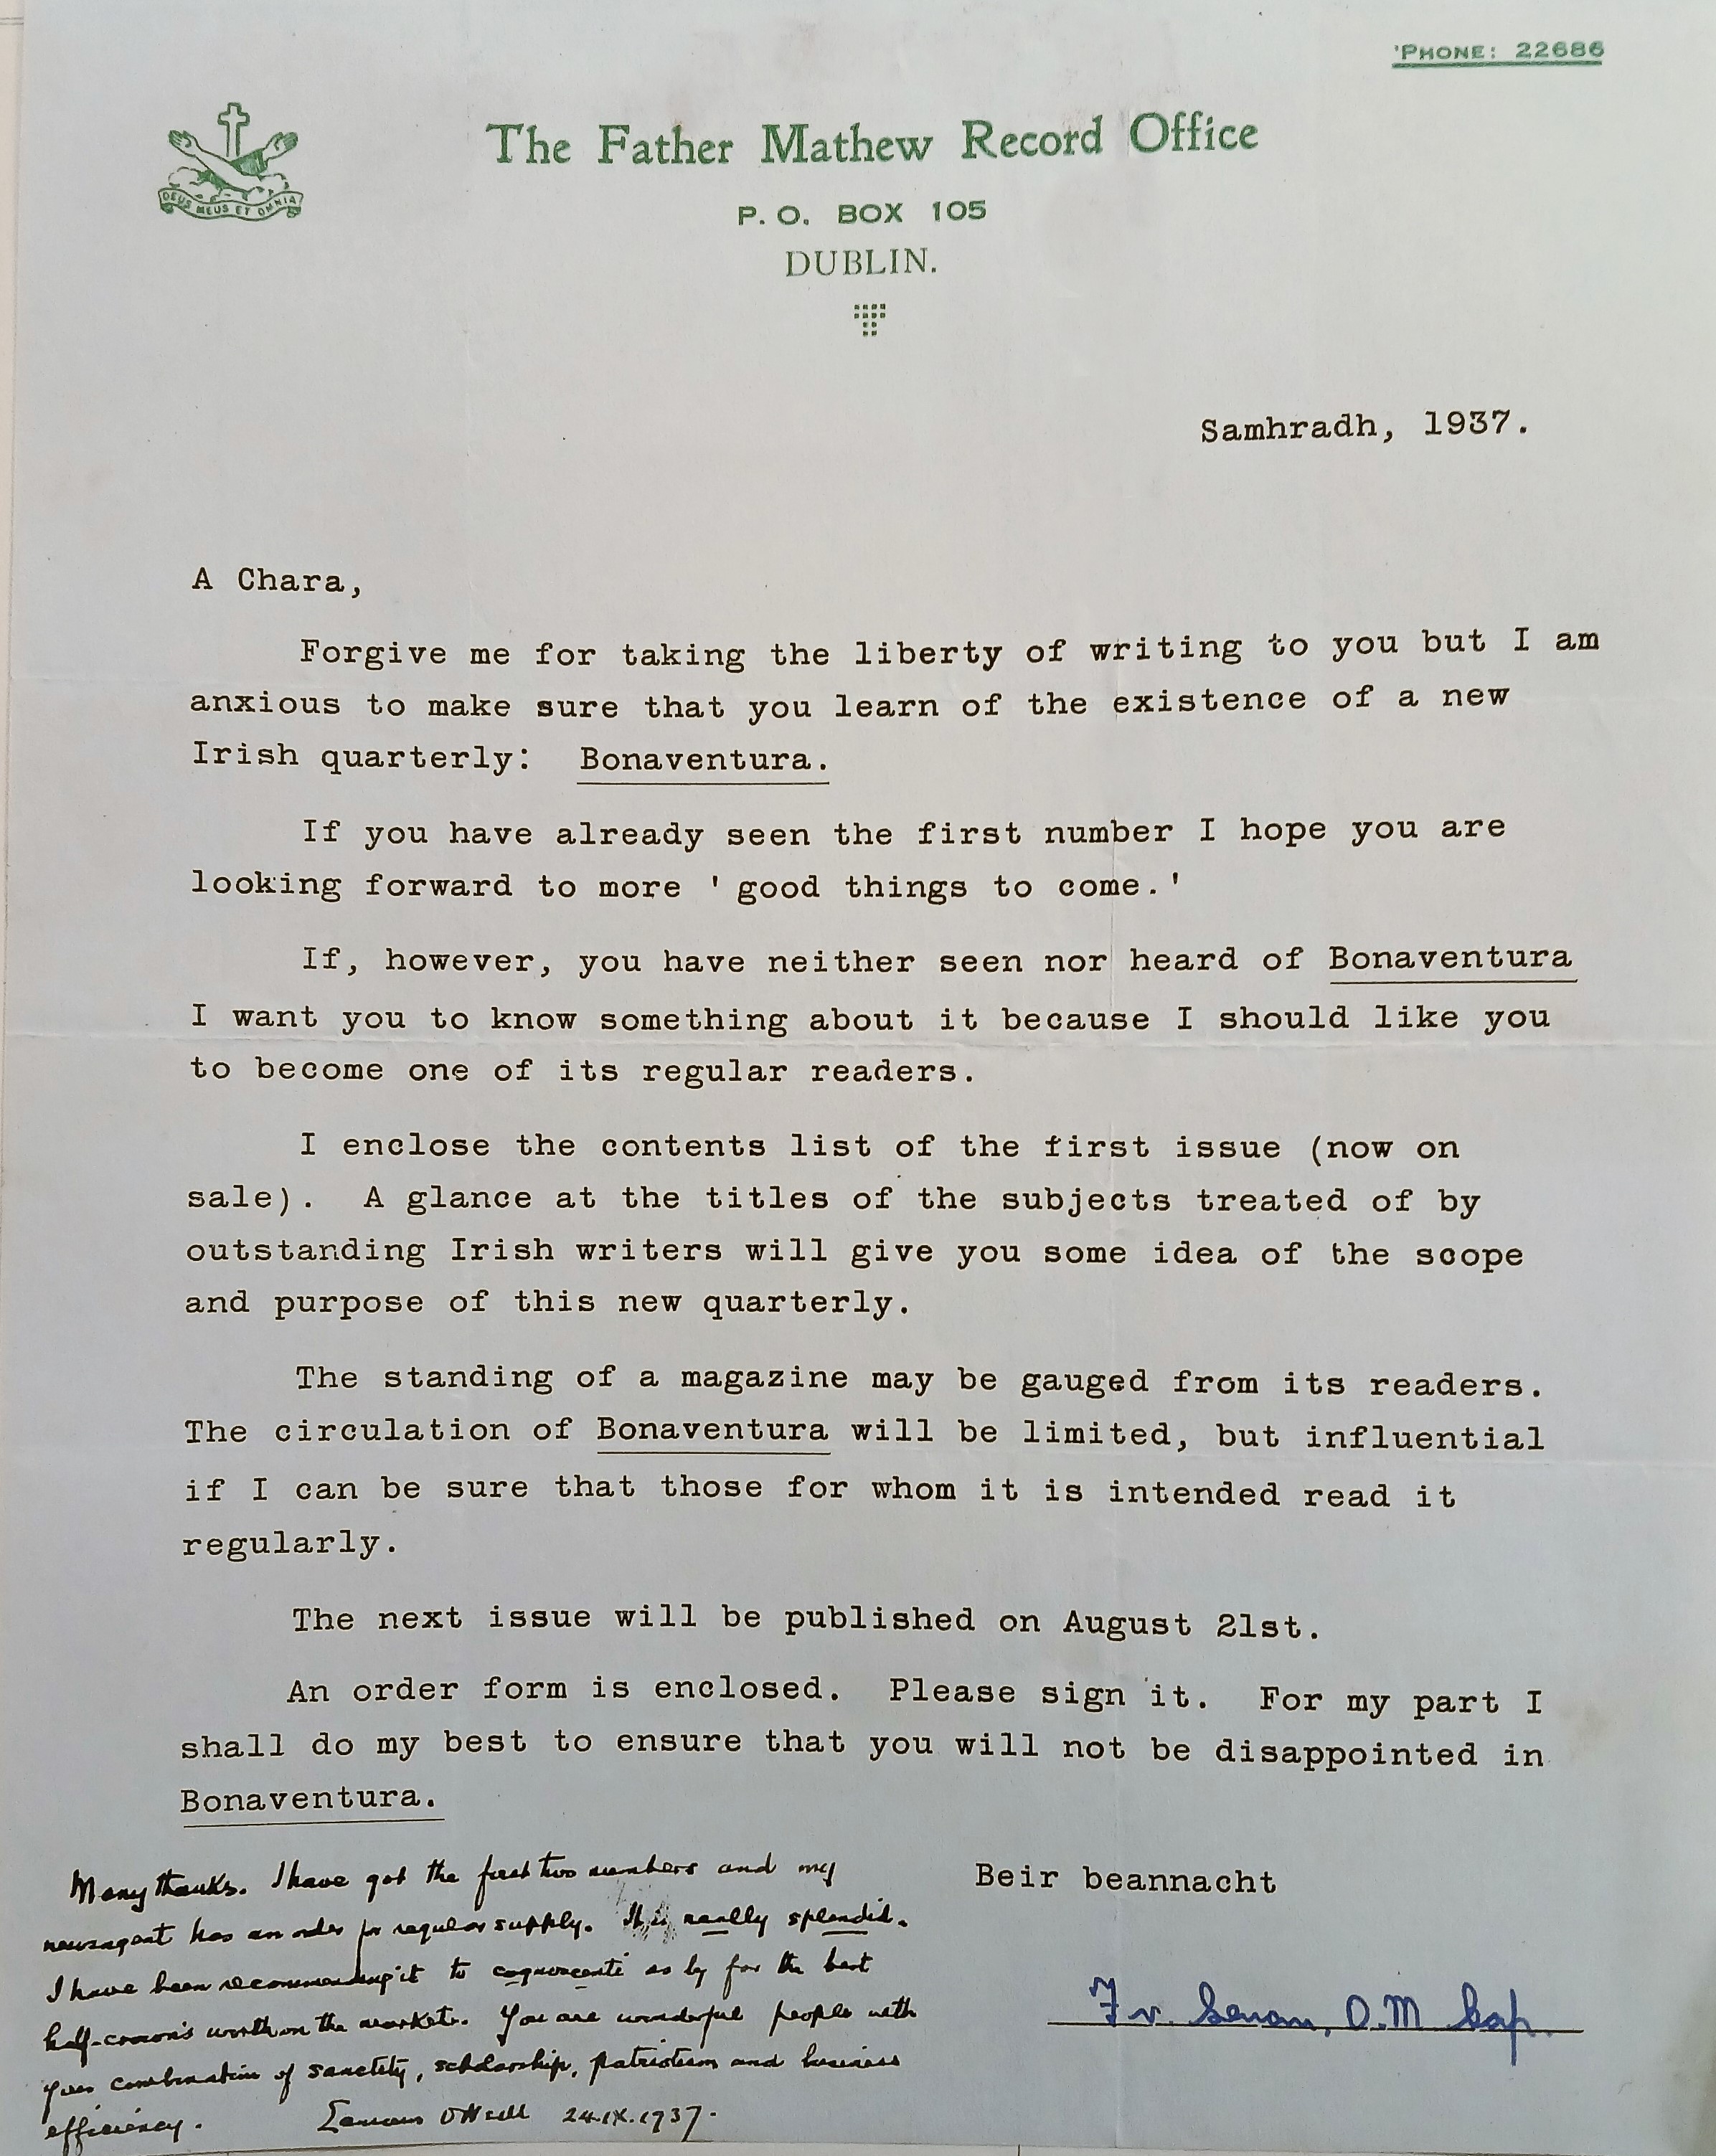 'PHONE: 22686
The Father Mathew Record Office
P. O. BOX 105
DUBLIN.
DEUS MEUS ET OMNIA
Samhradh, 1937.
A Chara,
Forgive me for taking the liberty of writing to you but I am
anxious to make sure that you learn of the existence of a new
Irish quarterly: Bonaventura.
If you have already seen the first number I hope you are
looking forward to more ' good things to come.'
If, however, you have neither seen nor heard of Bonaventura
I want you to know something about it because I should like you
to become one of its regular readers.
I enclose the contents list of the first issue (now on
sale). A glance at the titles of the subjects treated of by
outstanding Irish writers will give you some idea of the scope
and purpose of this new quarterly.
The standing of a magazine may be gauged from its readers.
The circulation of Bonaventura will be limited, but influential
if I can be sure that those for whom it is intended read it
regularly.
The next issue will be published on August 21st.
An order form is enclosed. Please sign it. For my part I
shall do my best to ensure that you will not be disappointed in
Bonaventura.
Beir beannacht
Fr. Senan, O.M Cap.
Many thanks. I have got the first two numbers and my
newsagent has an order for regular supply. It is really splendid.
I have been recommending it to cognoscenti as by far the best
half-crown's worth on the market. You are wonderful people with
your combination of sanctity, scholarship, patriotism and business
efficiency. O'Neill 24.IX.1937.